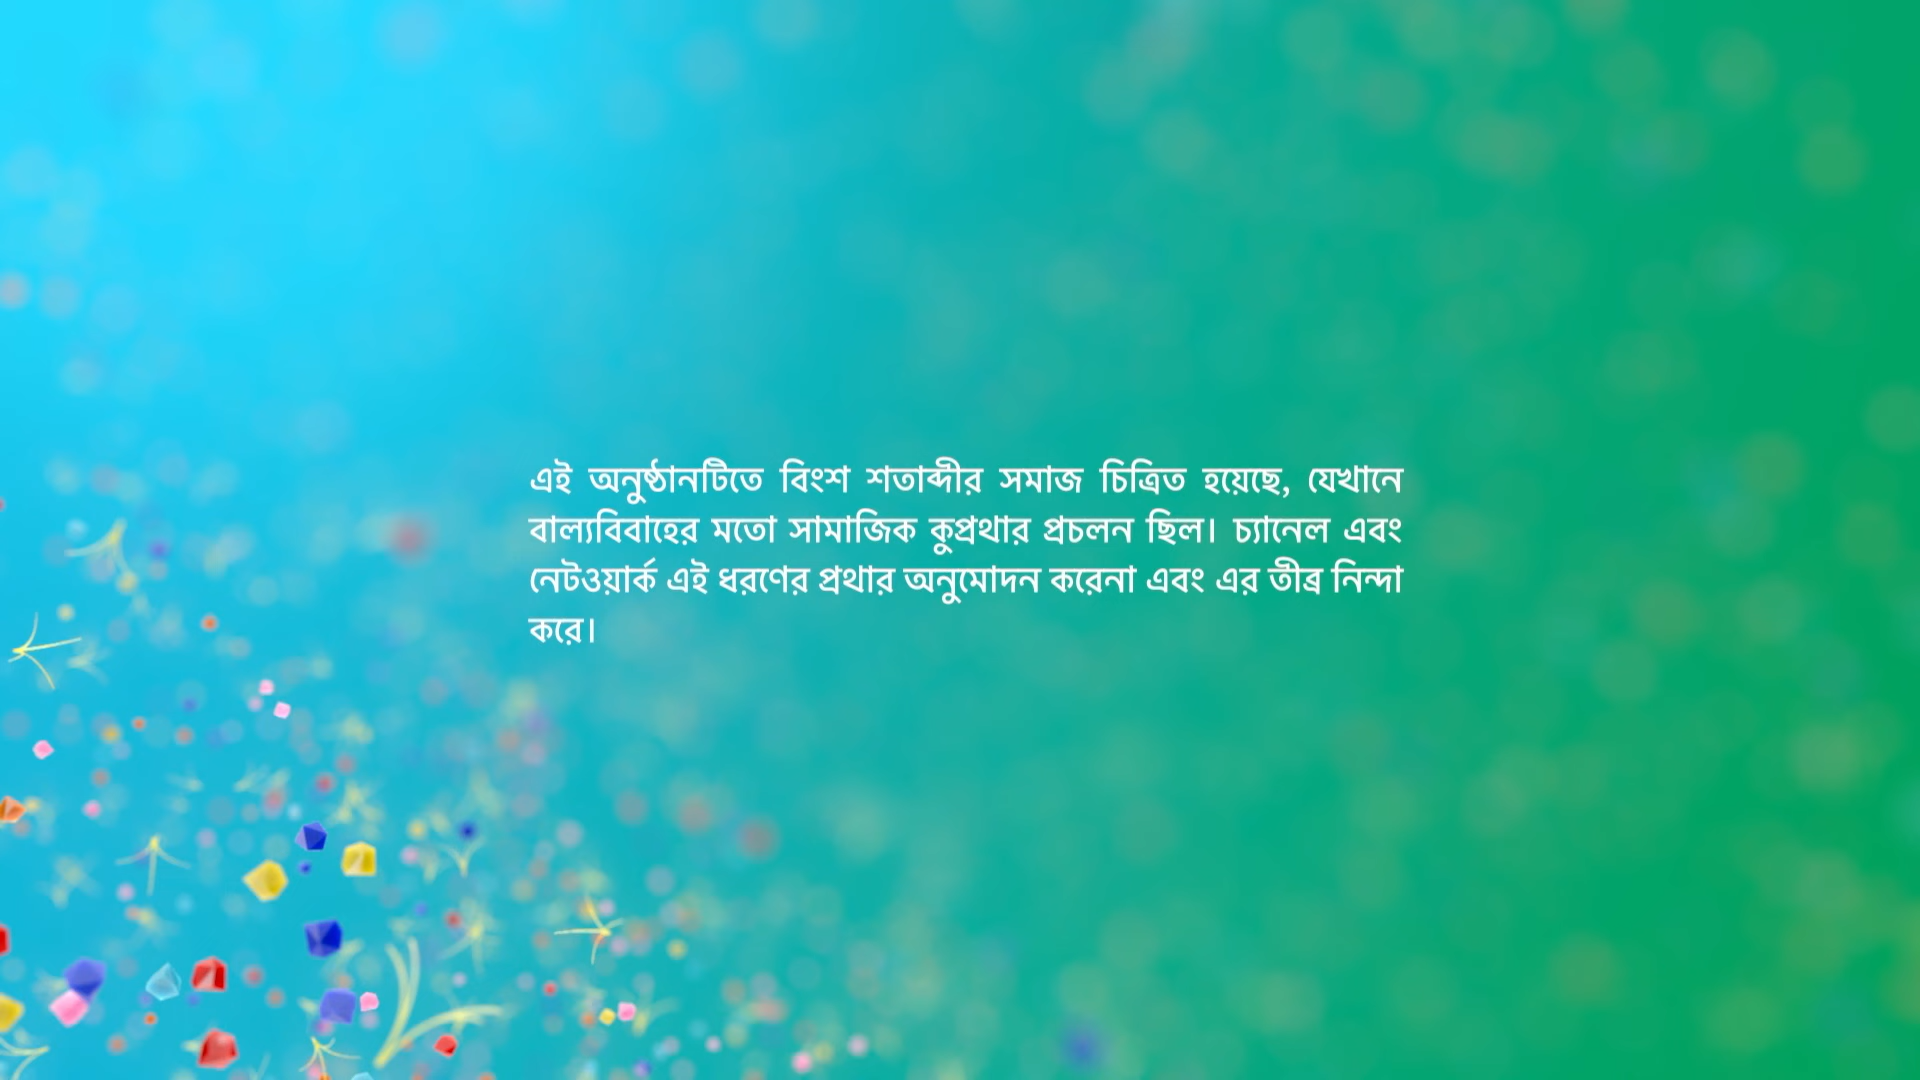 এই অনুষ্ঠানটিতে বিংশ শতাব্দীর সমাজ চিত্রিত হয়েছে, যেখানে
বাল্যবিবাহের মতো সামাজিক কুপ্রথার প্রচলন ছিল। চ্যানেল এবং
নেটওয়ার্ক এই ধরণের প্রথার অনুমোদন করেনা এবং এর তীব্র নিন্দা
করে।